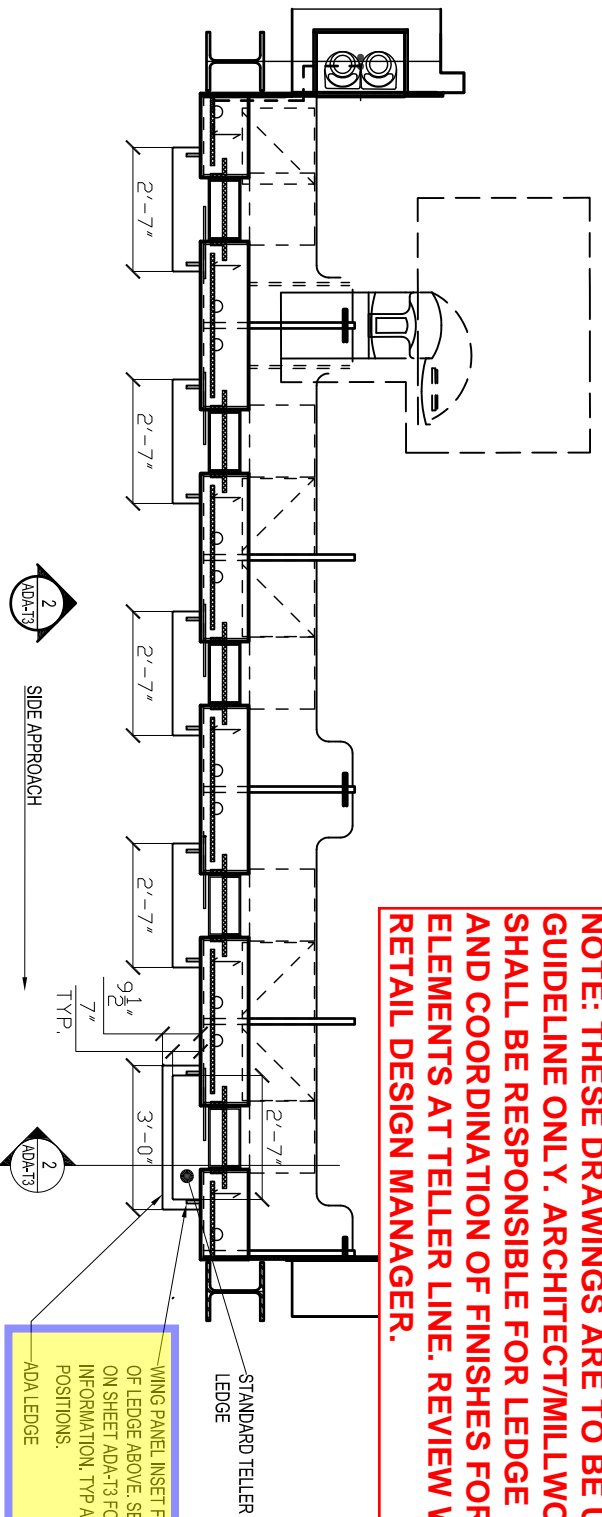 NOTE: THESE DRAWINGS ARE TO BE
GUIDELINE ONLY. ARCHITECT/
SHALL BE RESPONSIBLE FOR LEDGE
AND COORDINATION OF FINISHES FOR
ELEMENTS AT TELLER LINE. REVIEW
RETAIL DESIGN MANAGER.
2'-7"
2'-7"
2'-7"
2'-7"
2'-7"
9½"
7"
TYP.
3'-0"
2
ADA-T3
SIDE APPROACH
2
ADA-T3
STANDARD TELLER
LEDGE
WING PANEL INSET
OF LEDGE ABOVE.
ON SHEET ADA-T3
INFORMATION. TYP
POSITIONS.
ADA LEDGE